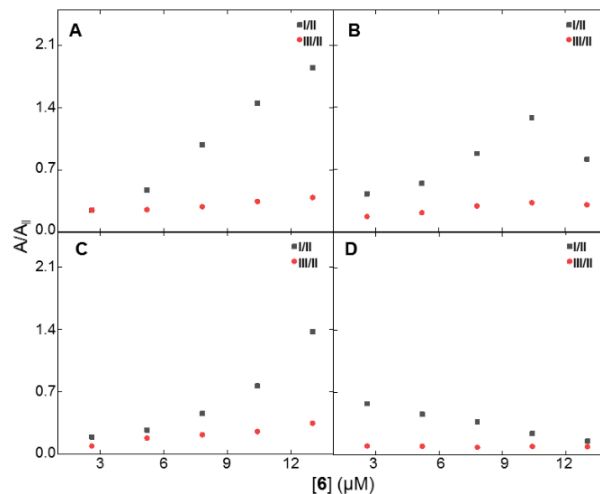 A
I/II
III/II
B
I/II
III/II
2.1
1.4
0.7
0.0
C
I/II
III/II
D
I/II
III/II
2.1
1.4
0.7
0.0
A/A_II
3 6 9 12 3 6 9 12
[6] (μM)